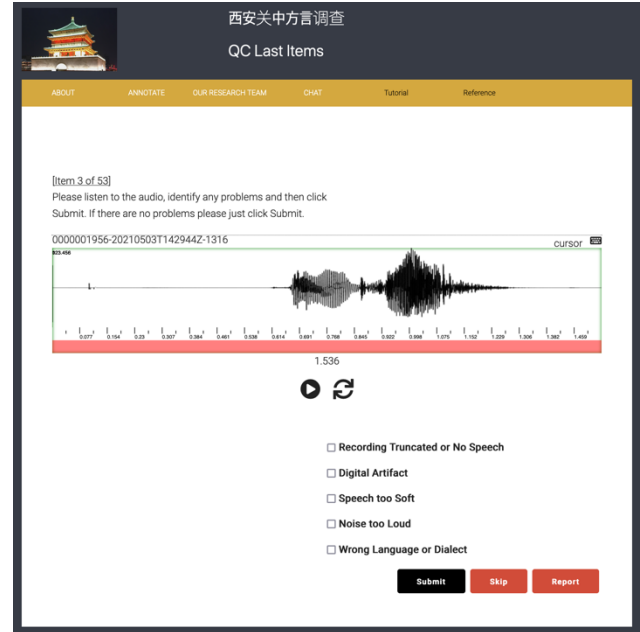 西安关中方言调查
QC Last Items
ABOUT ANNOTATE OUR RESEARCH TEAM CHAT Tutorial Reference
[Item 3 of 53]
Please listen to the audio, identify any problems and then click
Submit. If there are no problems please just click Submit.
0000001956-20210503T142944Z-1316 cursor
823.456
0.077 0.154 0.23 0.307 0.384 0.461 0.538 0.614 0.691 0.768 0.845 0.922 0.998 1.075 1.152 1.229 1.306 1.382 1.459
1.536
Recording Truncated or No Speech
Digital Artifact
Speech too Soft
Noise too Loud
Wrong Language or Dialect
Submit Skip Report